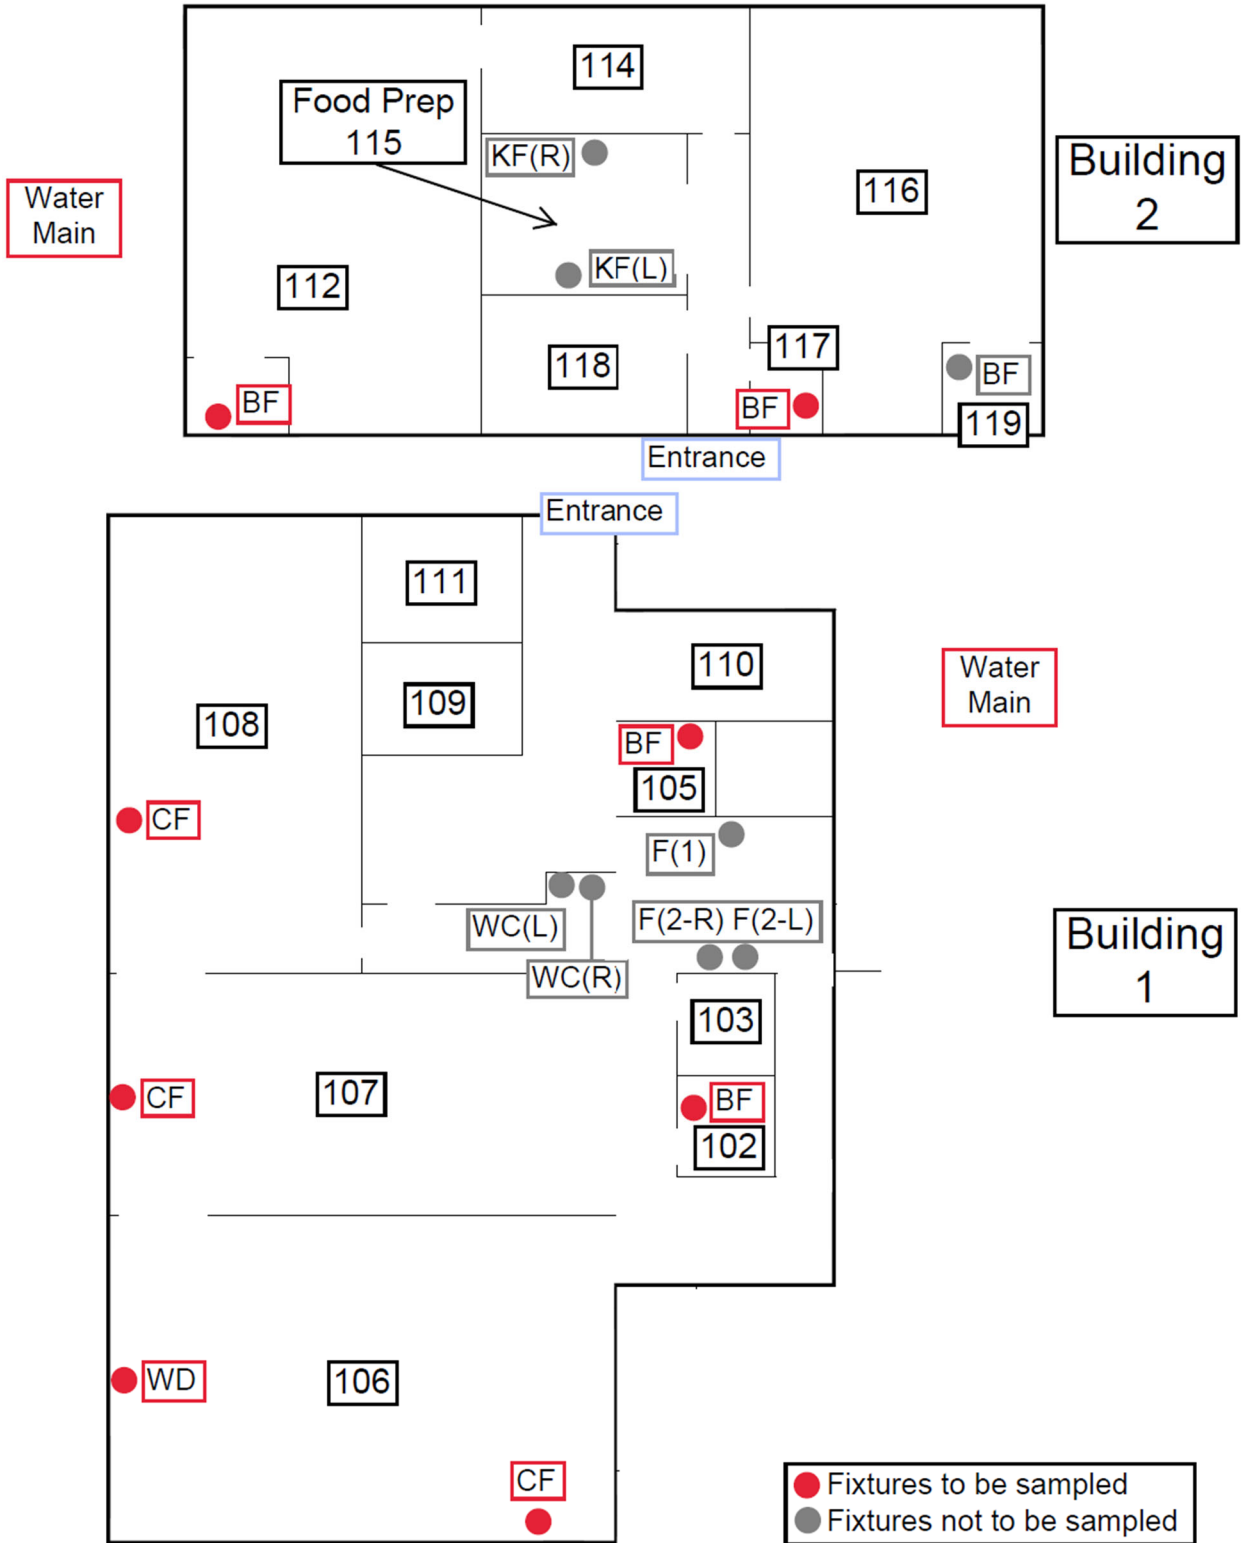 114
Food Prep
115
KF(R)
Building
2
Water
Main
116
KF(L)
112
117
118
BF
BF
BF
119
Entrance
Entrance
111
110
Water
Main
109
108
BF
105
CF
F(1)
WC(L)
F(2-R) F(2-L)
WC(R)
Building
1
103
CF
107
BF
102
WD
106
CF
Fixtures to be sampled
Fixtures not to be sampled